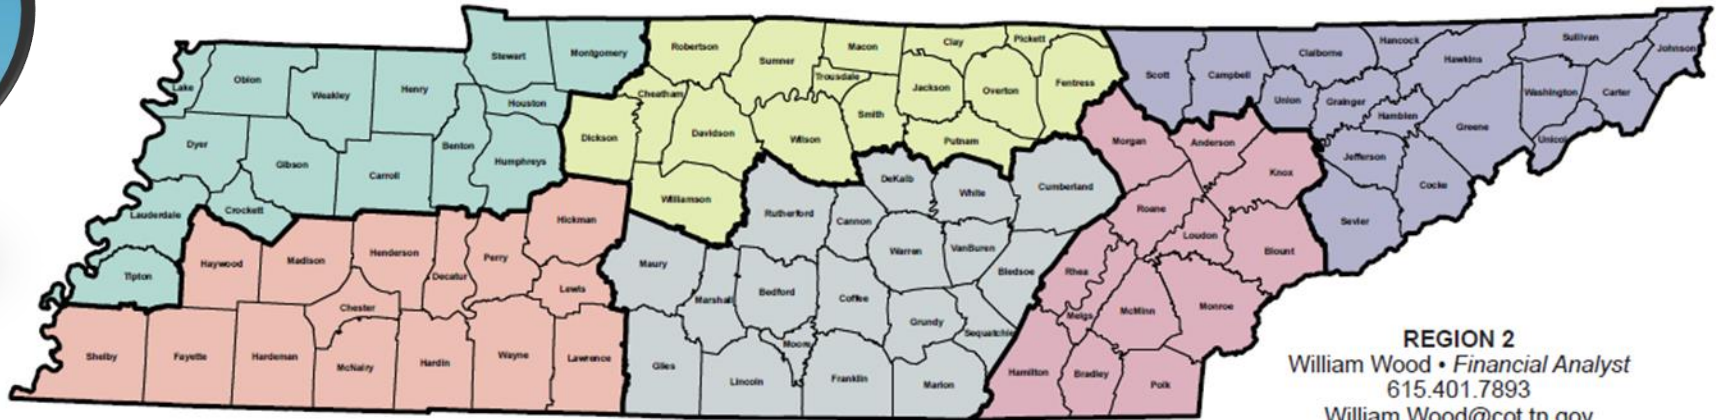 Stewart
Montgomery
Lake
Obion
Weakley
Henry
Houston
Dyer
Gibson
Carroll
Benton
Humphreys
Lauderdale
Crockett
Tipton
Robertson
Sumner
Macon
Clay
Pickett
Trousdale
Jackson
Overton
Fentress
Cheatham
Dickson
Davidson
Wilson
Smith
Putnam
Williamson
Scott
Campbell
Claiborne
Hancock
Hawkins
Sullivan
Johnson
Union
Grainger
Hamblen
Greene
Washington
Carter
Unicoi
Jefferson
Cocke
Sevier
Haywood
Madison
Henderson
Decatur
Perry
Hickman
Lewis
Chester
Shelby
Fayette
Hardeman
McNairy
Hardin
Wayne
Lawrence
DeKalb
White
Cumberland
Rutherford
Cannon
Warren
VanBuren
Bledsoe
Maury
Marshall
Bedford
Coffee
Grundy
Sequatchie
Moore
Giles
Lincoln
Franklin
Marion
Morgan
Anderson
Knox
Roane
Loudon
Blount
Rhea
Meigs
McMinn
Monroe
Hamilton
Bradley
Polk
REGION 2
William Wood • Financial Analyst
615.401.7893
William.Wood@cot.tn.gov